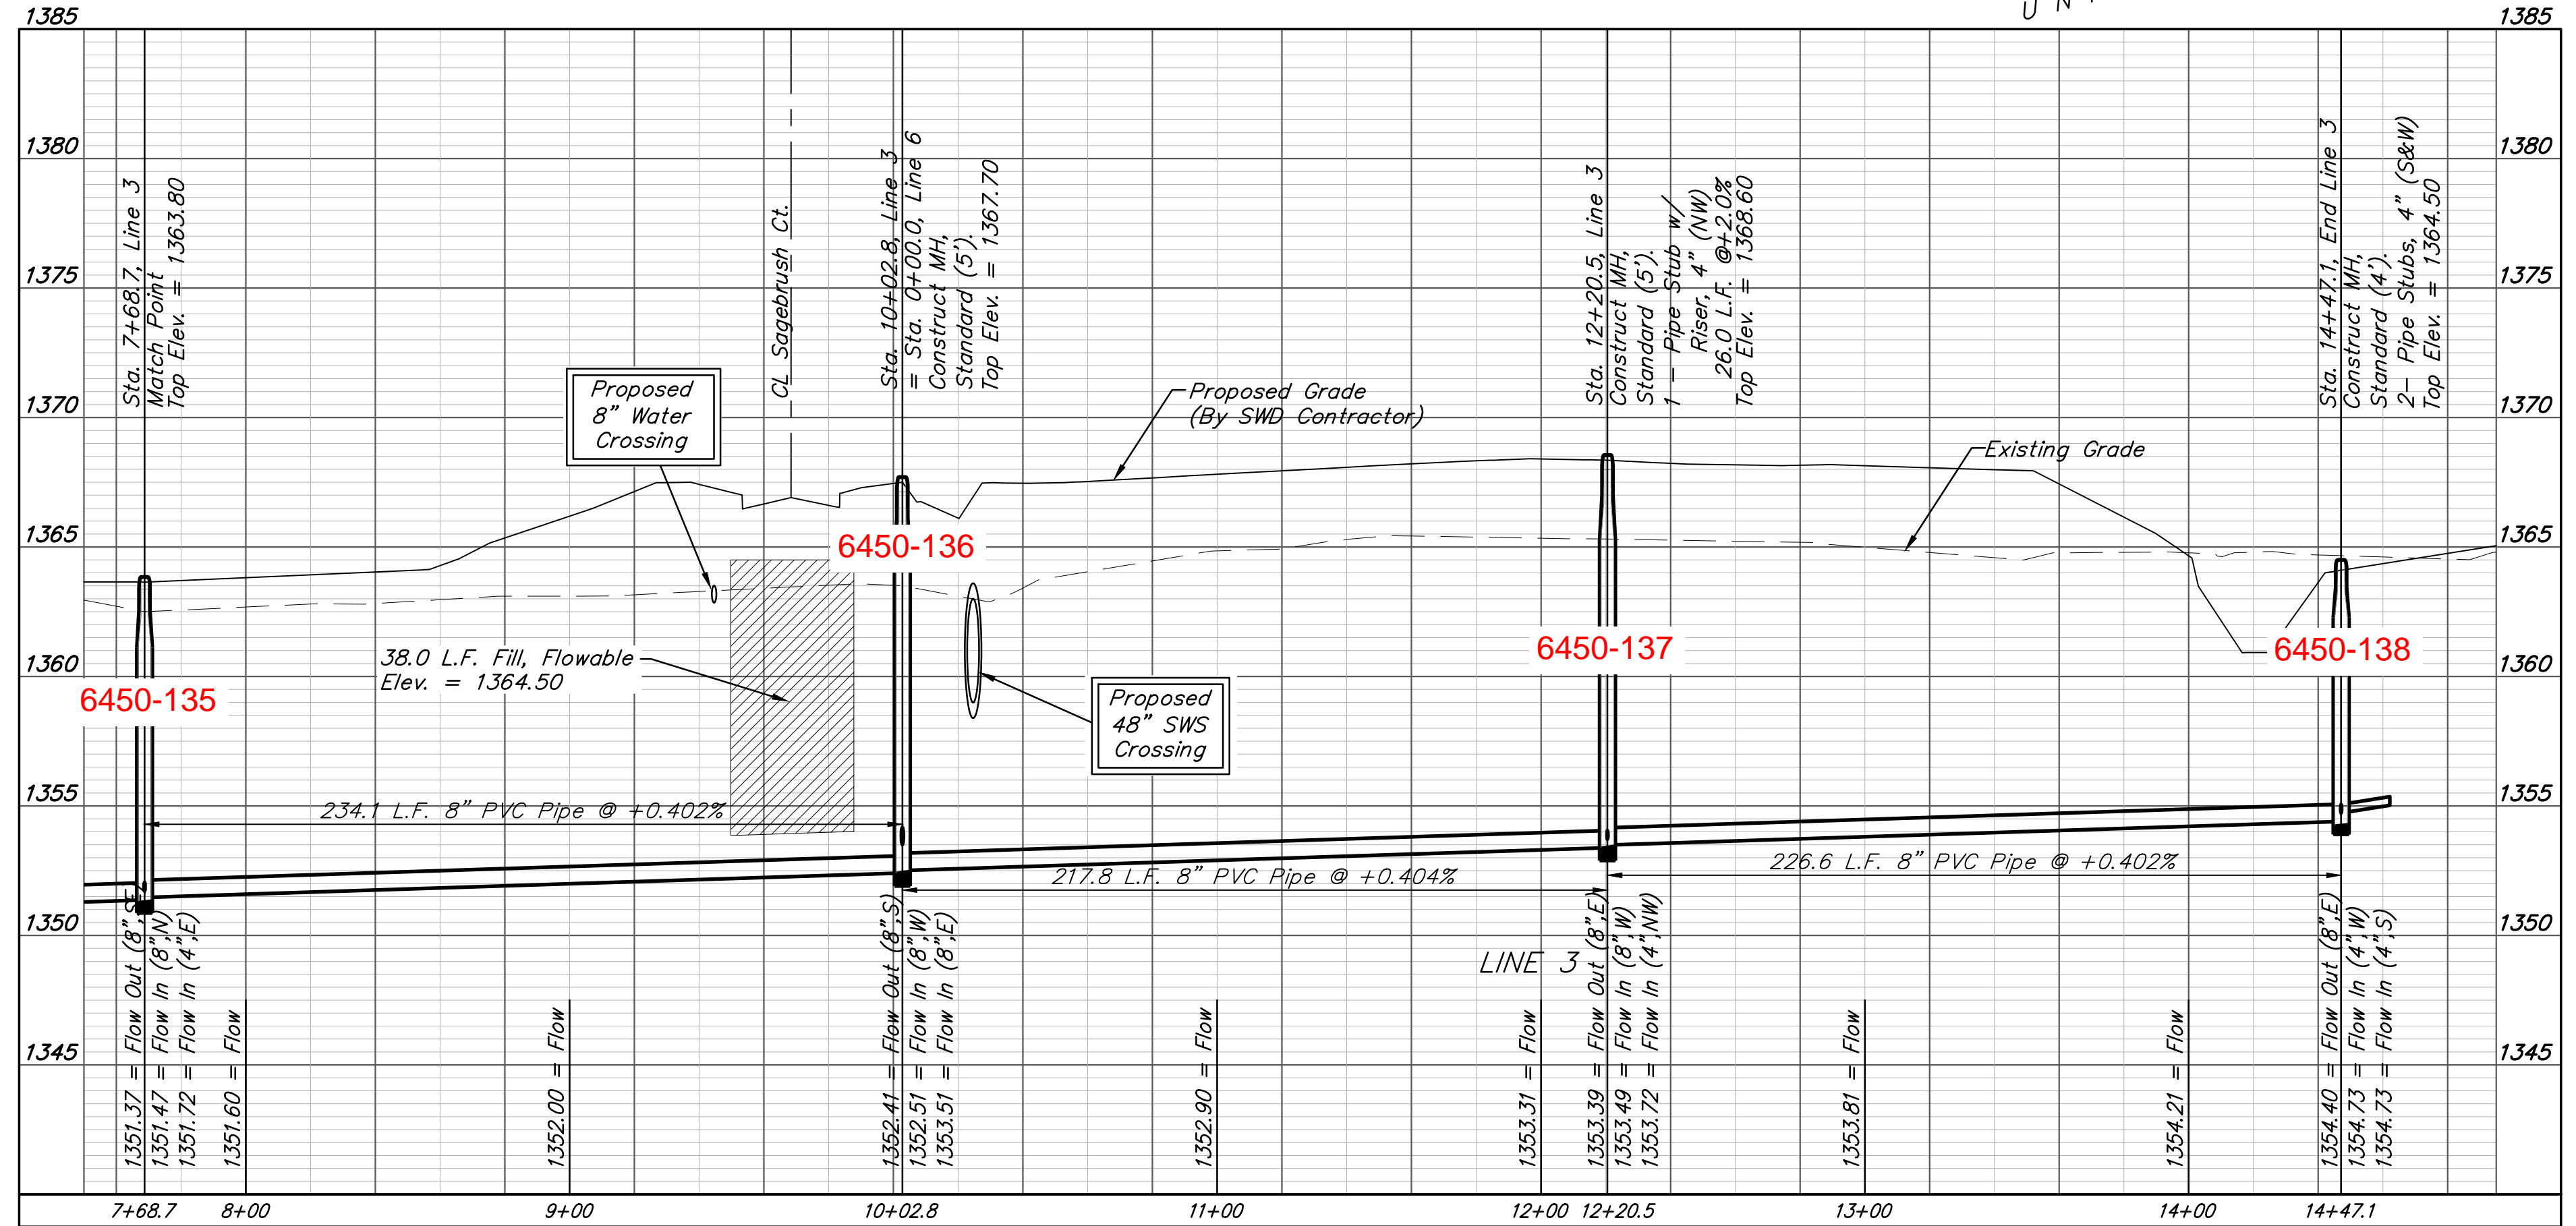 U N
1385
1385
1380
1380
1375
1375
1370
1370
1365
1365
1360
1360
1355
1355
1350
1350
1345
1345
Sta. 7+68.7, Line 3
Match Point
Top Elev. = 1363.80
CL Sagebrush Ct.
Sta. 10+02.8, Line 3
= Sta. 0+00.0, Line 6
Construct MH,
Standard (5').
Top Elev. = 1367.70
Sta. 12+20.5, Line 3
Construct MH,
Standard (5').
1 - Pipe Stub w/
Riser, 4" (NW)
26.0 L.F. @+2.0%
Top Elev. = 1368.60
Sta. 14+47.1, End Line 3
Construct MH,
Standard (4').
2- Pipe Stubs, 4" (S&W)
Top Elev. = 1364.50
Proposed
8" Water
Crossing
Proposed Grade
(By SWD Contractor)
Existing Grade
6450-135
6450-136
6450-137
6450-138
38.0 L.F. Fill, Flowable
Elev. = 1364.50
Proposed
48" SWS
Crossing
234.1 L.F. 8" PVC Pipe @ +0.402%
217.8 L.F. 8" PVC Pipe @ +0.404%
226.6 L.F. 8" PVC Pipe @ +0.402%
LINE 3
1351.37 = Flow Out (8",SE)
1351.47 = Flow In (8",N)
1351.72 = Flow In (4",E)
1351.60 = Flow
1352.00 = Flow
1352.41 = Flow Out (8",S)
1352.51 = Flow In (8",W)
1353.51 = Flow In (8",E)
1352.90 = Flow
1353.31 = Flow
1353.39 = Flow Out (8",E)
1353.49 = Flow In (8",W)
1353.72 = Flow In (4",NW)
1353.81 = Flow
1354.21 = Flow
1354.40 = Flow Out (8",E)
1354.73 = Flow In (4",W)
1354.73 = Flow In (4",S)
7+68.7
8+00
9+00
10+02.8
11+00
12+00
12+20.5
13+00
14+00
14+47.1